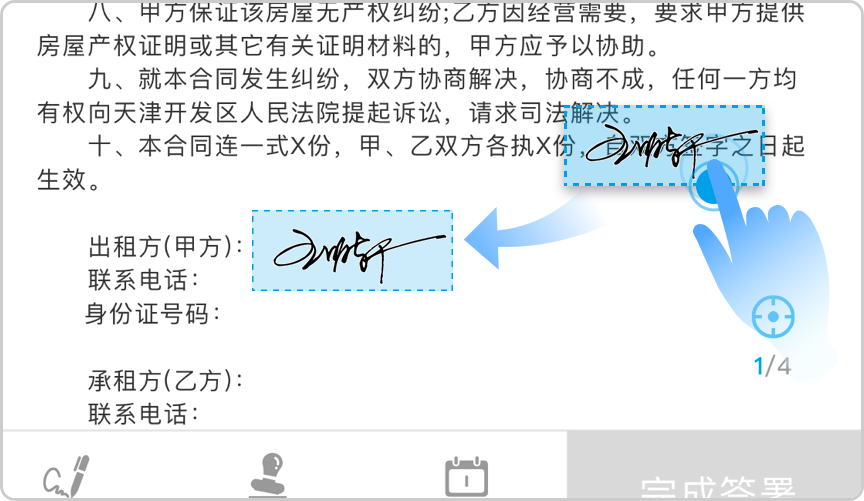 八、甲方保证该房屋无产权纠纷;乙方因经营需要，要求甲方提供
房屋产权证明或其它有关证明材料的，甲方应予以协助。
九、就本合同发生纠纷，双方协商解决，协商不成，任何一方均
有权向天津开发区人民法院提起诉讼，请求司法解决。
十、本合同连一式X份，甲、乙双方各执X份，自双方签字之日起
生效。
出租方(甲方)：
联系电话：
身份证号码：
承租方(乙方)：
联系电话：
1/4
完成签署